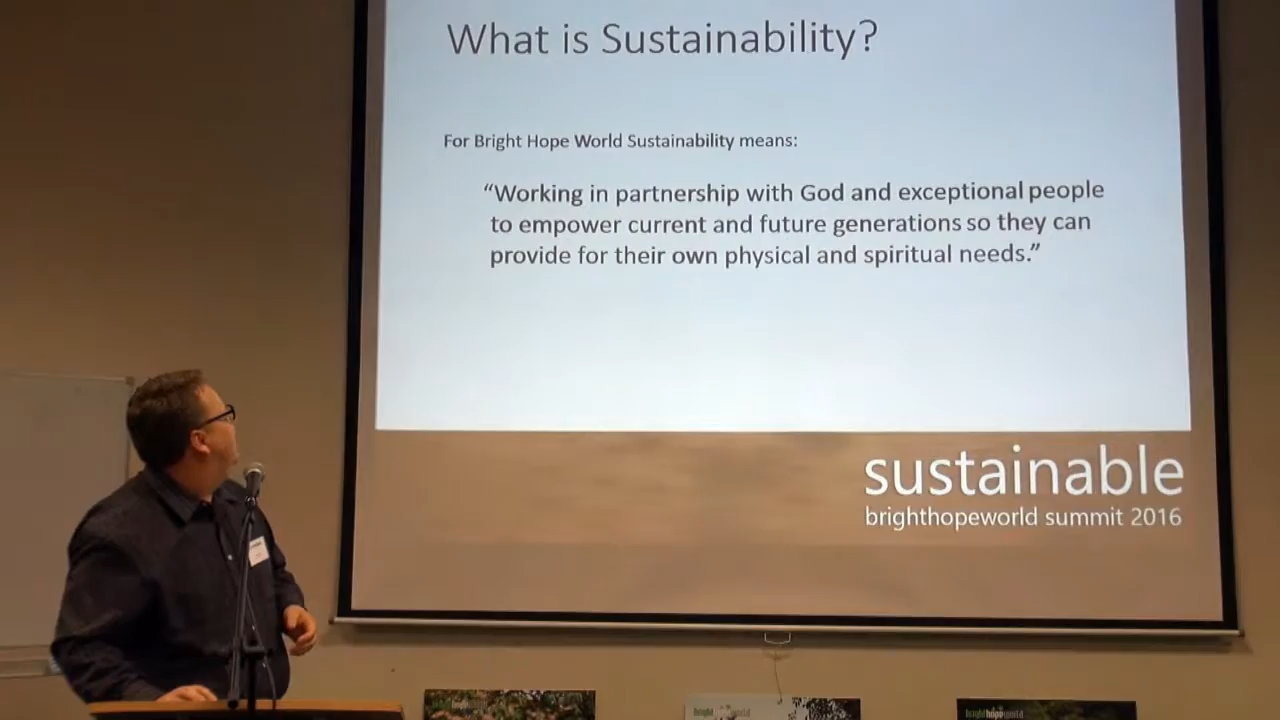 What is Sustainability?
For Bright Hope World Sustainability means:
“Working in partnership with God and exceptional people
to empower current and future generations so they can
provide for their own physical and spiritual needs.”
sustainable
brighthopeworld summit 2016
brighthopeworld